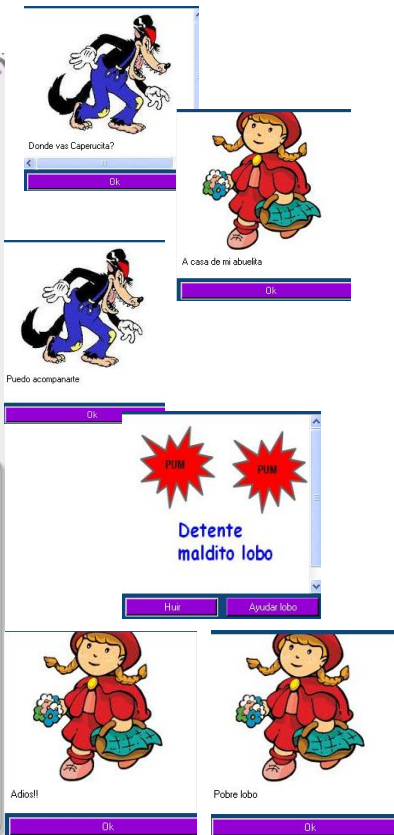 Donde vas Caperucita?
Ok
A casa de mi abuelita
Ok
Puedo acompanarte
Ok
PUM
PUM
Detente
maldito lobo
Huir
Ayudar lobo
Adios!!
Ok
Pobre lobo
Ok